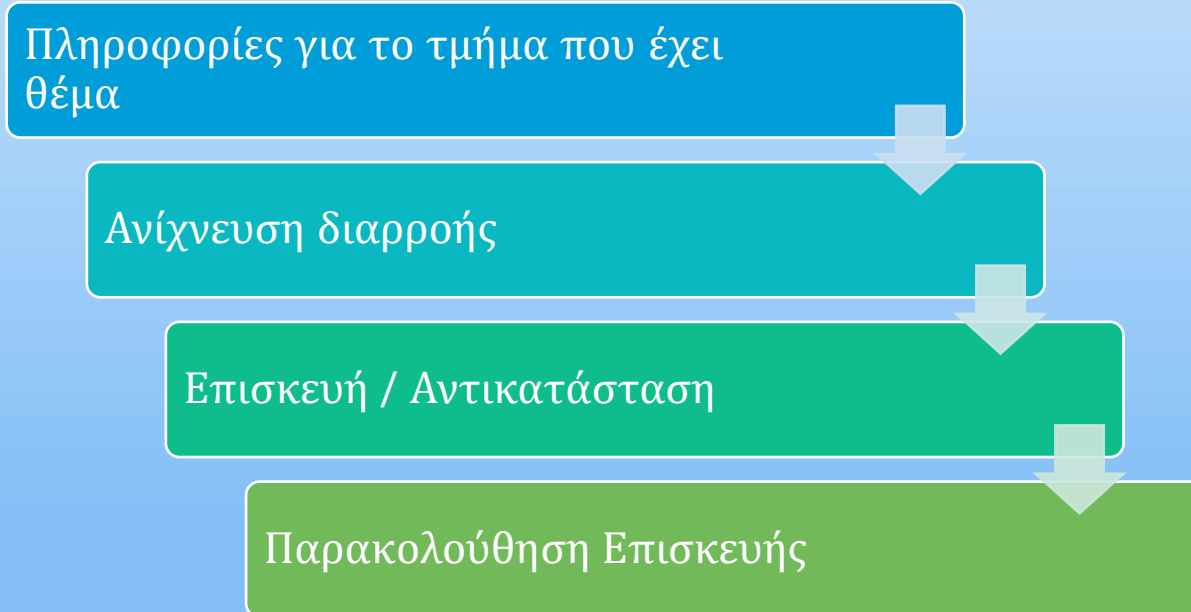 Πληροφορίες για το τμήμα που έχει
θέμα
Ανίχνευση διαρροής
Επισκευή / Αντικατάσταση
Παρακολούθηση Επισκευής